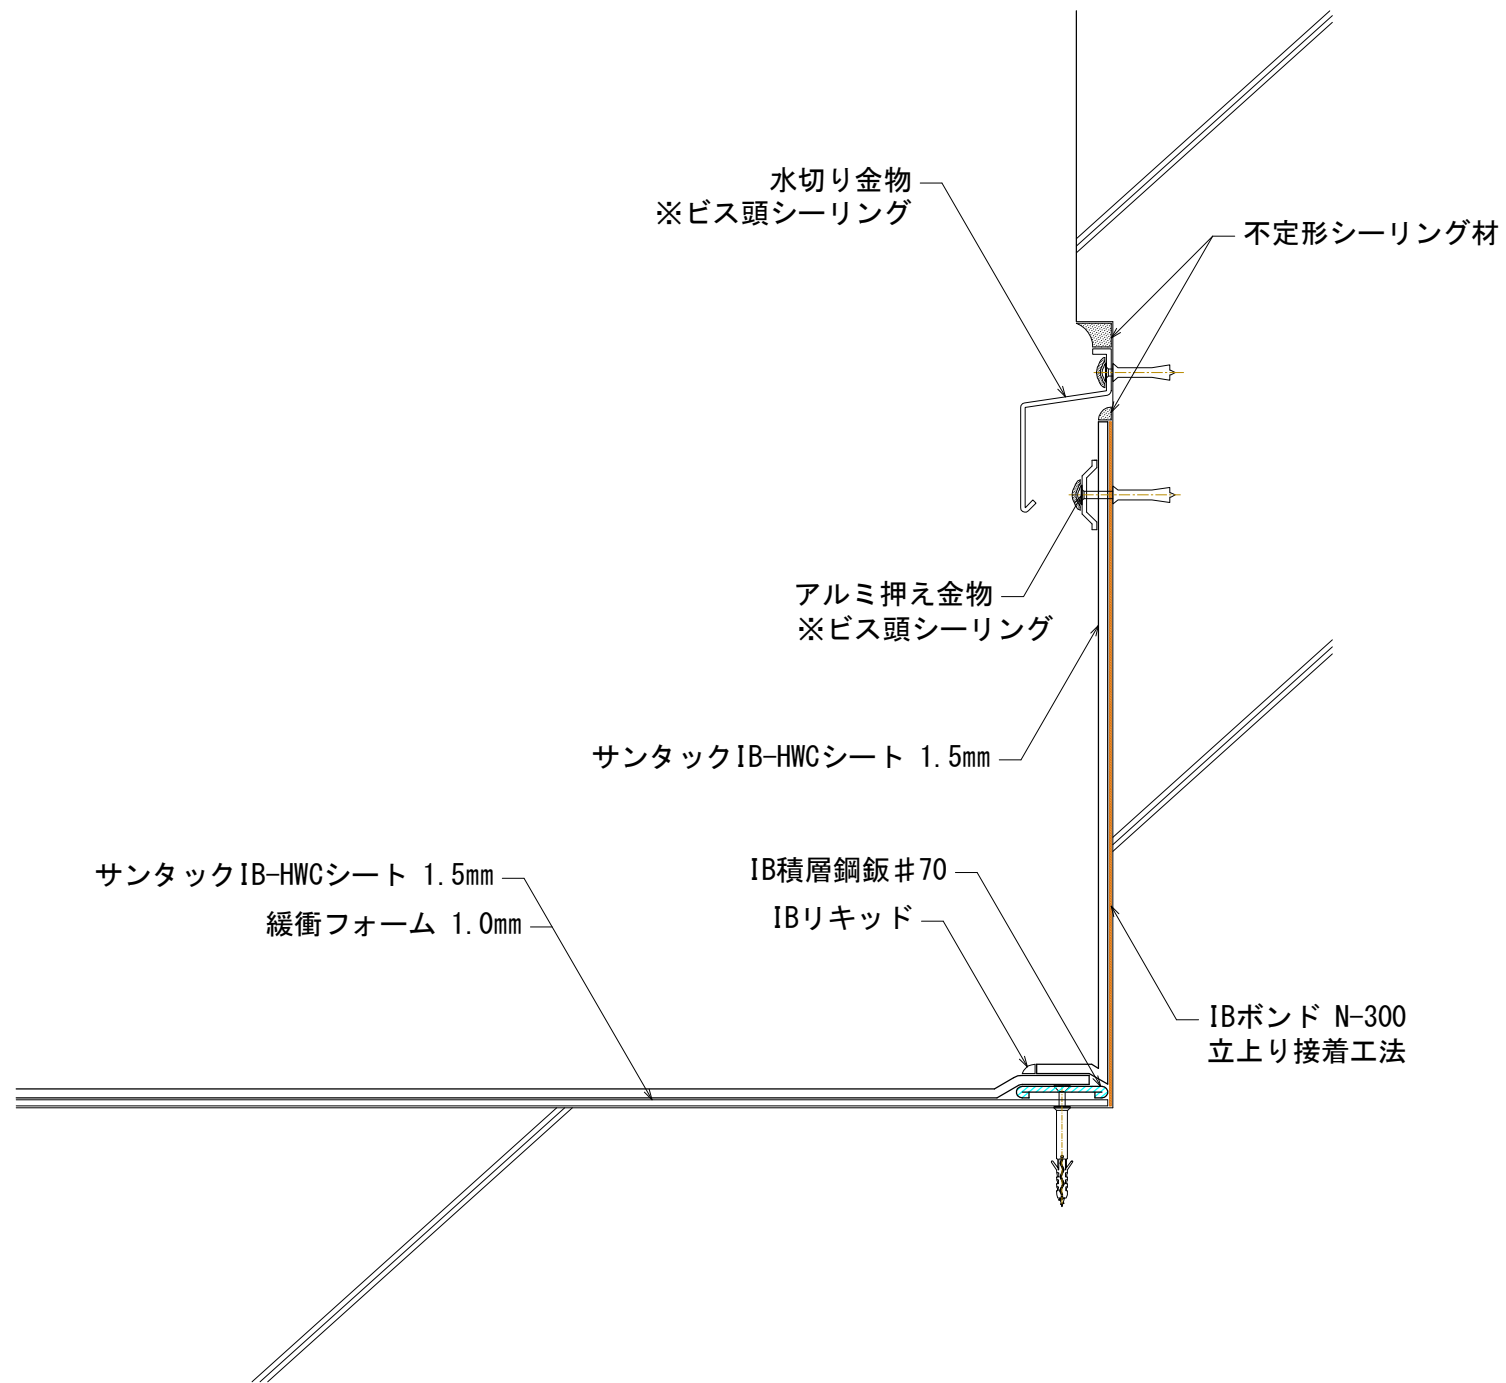 水切り金物
※ビス頭シーリング
不定形シーリング材
アルミ押え金物
※ビス頭シーリング
サンタックIB-HWCシート 1.5mm
サンタックIB-HWCシート 1.5mm
緩衝フォーム 1.0mm
IB積層鋼鈑♯70
IBリキッド
IBボンド N-300
立上り接着工法